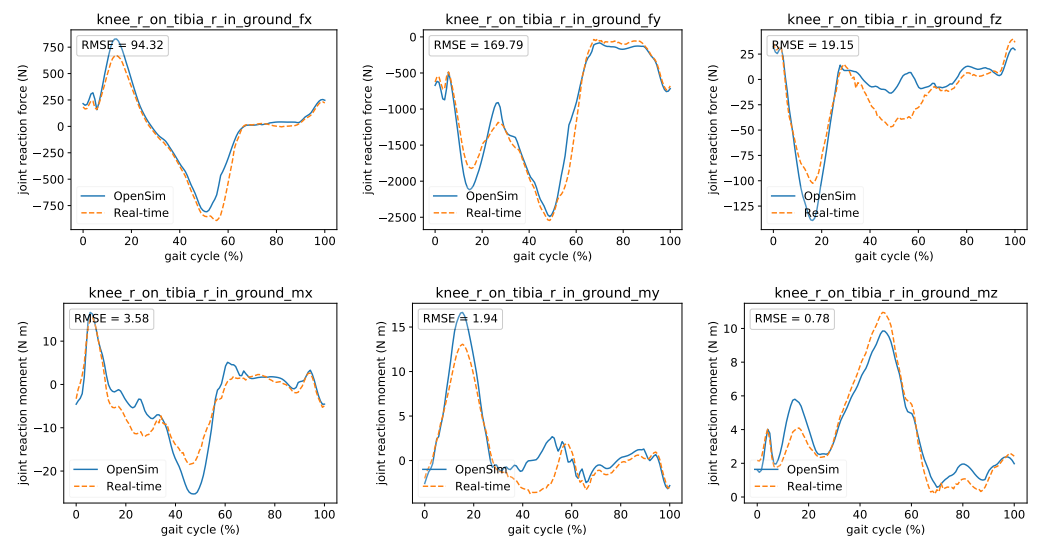 knee_r_on_tibia_r_in_ground_fx
RMSE = 94.32
joint reaction force (N)
750
500
250
0
−250
−500
−750
OpenSim
Real-time
0 20 40 60 80 100
gait cycle (%)
knee_r_on_tibia_r_in_ground_fy
RMSE = 169.79
joint reaction force (N)
0
−500
−1000
−1500
−2000
−2500
OpenSim
Real-time
0 20 40 60 80 100
gait cycle (%)
knee_r_on_tibia_r_in_ground_fz
RMSE = 19.15
joint reaction force (N)
25
0
−25
−50
−75
−100
−125
OpenSim
Real-time
0 20 40 60 80 100
gait cycle (%)
knee_r_on_tibia_r_in_ground_mx
RMSE = 3.58
joint reaction moment (N m)
10
0
−10
−20
OpenSim
Real-time
0 20 40 60 80 100
gait cycle (%)
knee_r_on_tibia_r_in_ground_my
RMSE = 1.94
joint reaction moment (N m)
15
10
5
0
OpenSim
Real-time
0 20 40 60 80 100
gait cycle (%)
knee_r_on_tibia_r_in_ground_mz
RMSE = 0.78
joint reaction moment (N m)
10
8
6
4
2
0
OpenSim
Real-time
0 20 40 60 80 100
gait cycle (%)